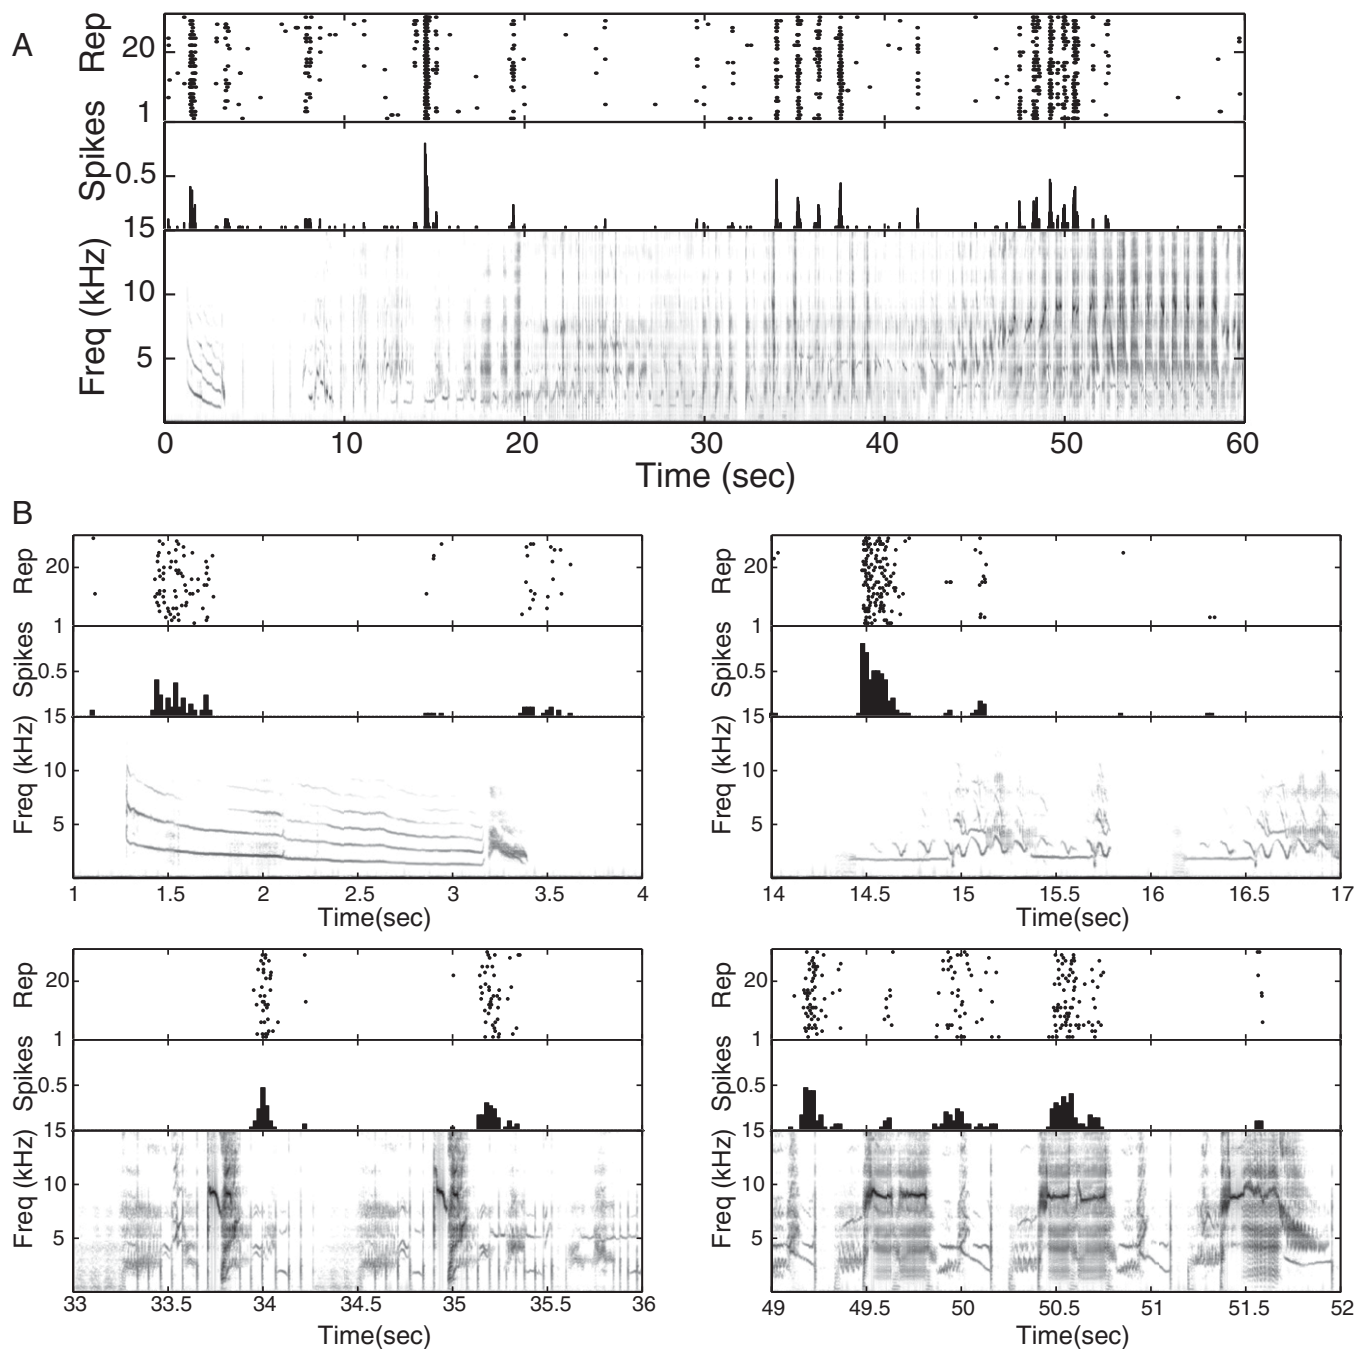 A
Rep
20
1
Spikes
0.5
Freq (kHz)
15
10
5
0 10 20 30 40 50 60
Time (sec)
B
Rep
20
1
Spikes
0.5
Freq (kHz)
15
10
5
1 1.5 2 2.5 3 3.5 4
Time(sec)
Rep
20
1
Spikes
0.5
Freq (kHz)
15
10
5
14 14.5 15 15.5 16 16.5 17
Time(sec)
Rep
20
1
Spikes
0.5
Freq (kHz)
15
10
5
33 33.5 34 34.5 35 35.5 36
Time(sec)
Rep
20
1
Spikes
0.5
Freq (kHz)
15
10
5
49 49.5 50 50.5 51 51.5 52
Time(sec)